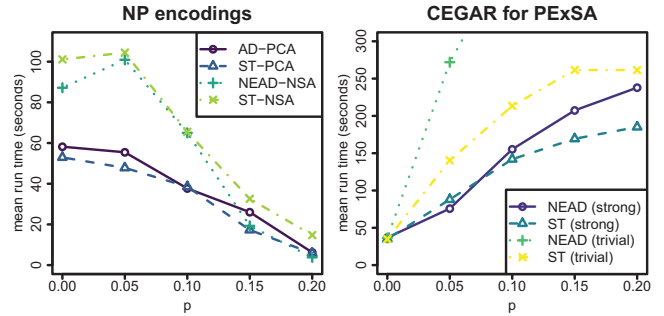 NP encodings
mean run time (seconds)
100
80
60
40
20
0
0.00 0.05 0.10 0.15 0.20
p
AD−PCA
ST−PCA
NEAD−NSA
ST−NSA
CEGAR for PExSA
mean run time (seconds)
300
250
200
150
100
50
0
0.00 0.05 0.10 0.15 0.20
p
NEAD (strong)
ST (strong)
NEAD (trivial)
ST (trivial)